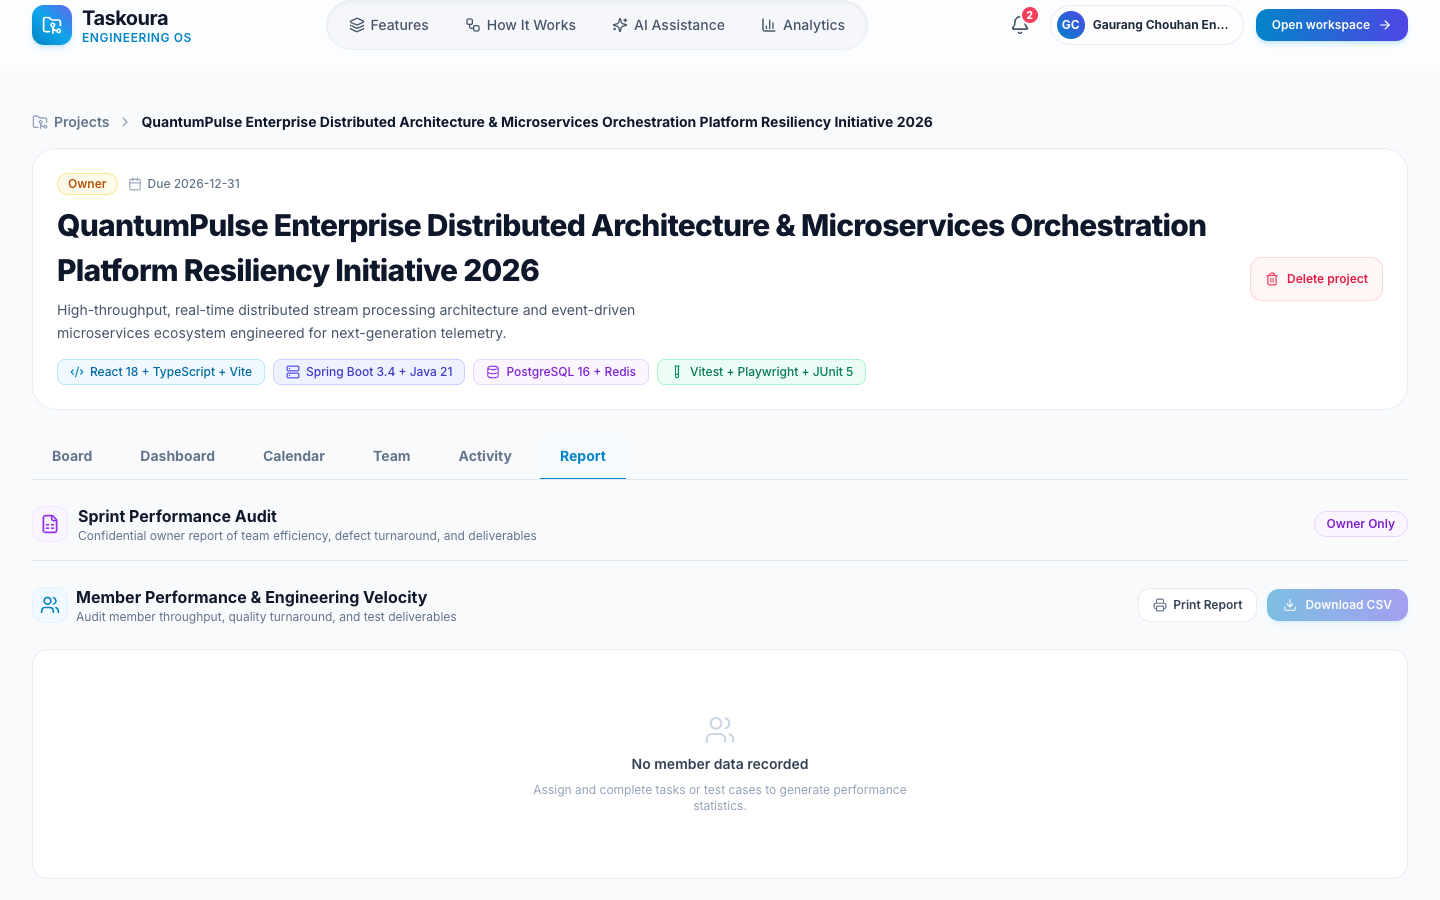 Taskoura
ENGINEERING OS
Features
How It Works
AI Assistance
Analytics
2
GC
Gaurang Chouhan En...
Open workspace
Projects
QuantumPulse Enterprise Distributed Architecture & Microservices Orchestration Platform Resiliency Initiative 2026
Owner
Due 2026-12-31
QuantumPulse Enterprise Distributed Architecture & Microservices Orchestration
Platform Resiliency Initiative 2026
Delete project
High-throughput, real-time distributed stream processing architecture and event-driven
microservices ecosystem engineered for next-generation telemetry.
React 18 + TypeScript + Vite
Spring Boot 3.4 + Java 21
PostgreSQL 16 + Redis
Vitest + Playwright + JUnit 5
Board
Dashboard
Calendar
Team
Activity
Report
Sprint Performance Audit
Confidential owner report of team efficiency, defect turnaround, and deliverables
Owner Only
Member Performance & Engineering Velocity
Audit member throughput, quality turnaround, and test deliverables
Print Report
Download CSV
No member data recorded
Assign and complete tasks or test cases to generate performance
statistics.